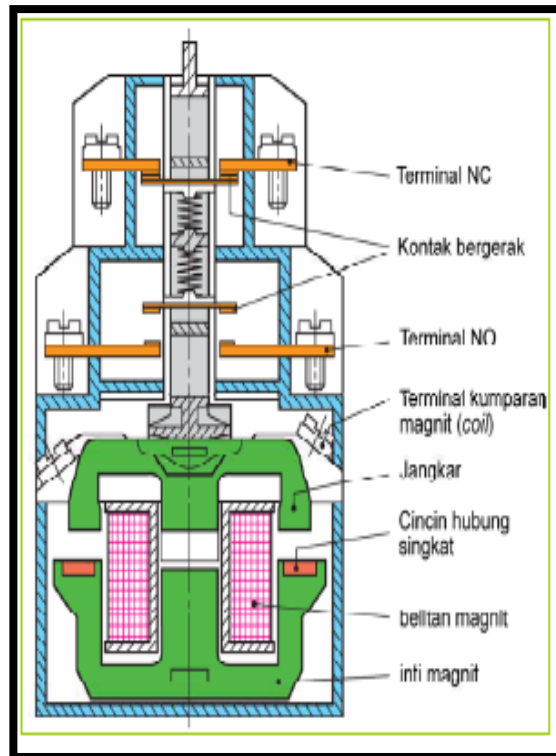 Terminal NC
Kontak bergerak
Terminal NO
Terminal kumparan
magnit (coil)
Jangkar
Cincin hubung
singkat
belitan magnit
inti magnit